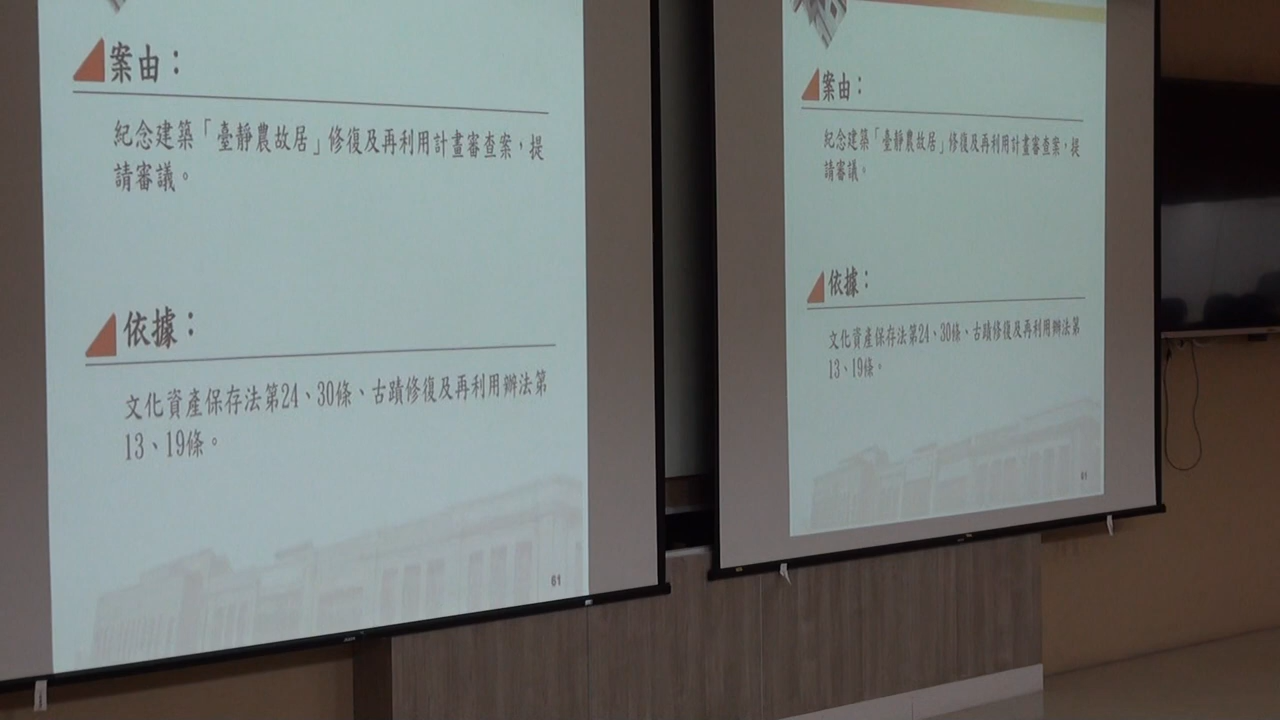 案由：
紀念建築「臺靜農故居」修復及再利用計畫審查案，提
請審議。
依據：
文化資產保存法第24、30條、古蹟修復及再利用辦法第
13、19條。
61
案由：
紀念建築「臺靜農故居」修復及再利用計畫審查案，提
請審議。
依據：
文化資產保存法第24、30條、古蹟修復及再利用辦法第
13、19條。
61